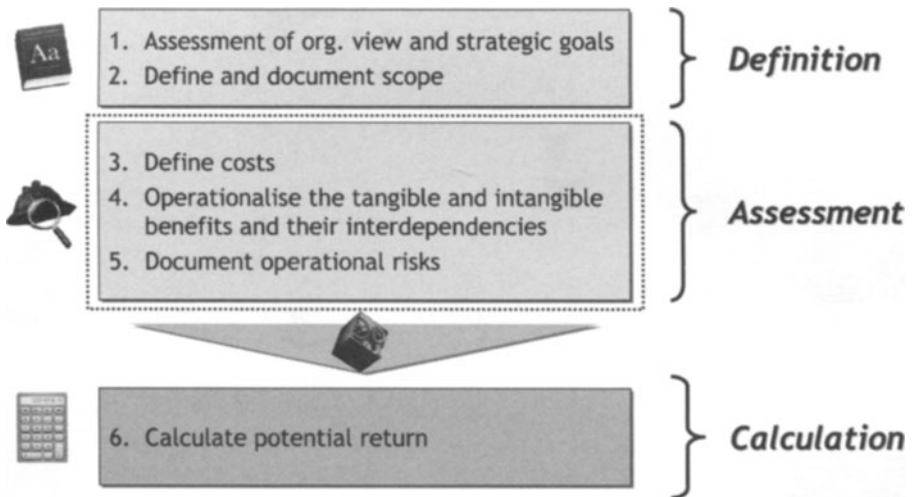 Aa
1. Assessment of org. view and strategic goals
2. Define and document scope
Definition
3. Define costs
4. Operationalise the tangible and intangible
benefits and their interdependencies
5. Document operational risks
Assessment
6. Calculate potential return
Calculation